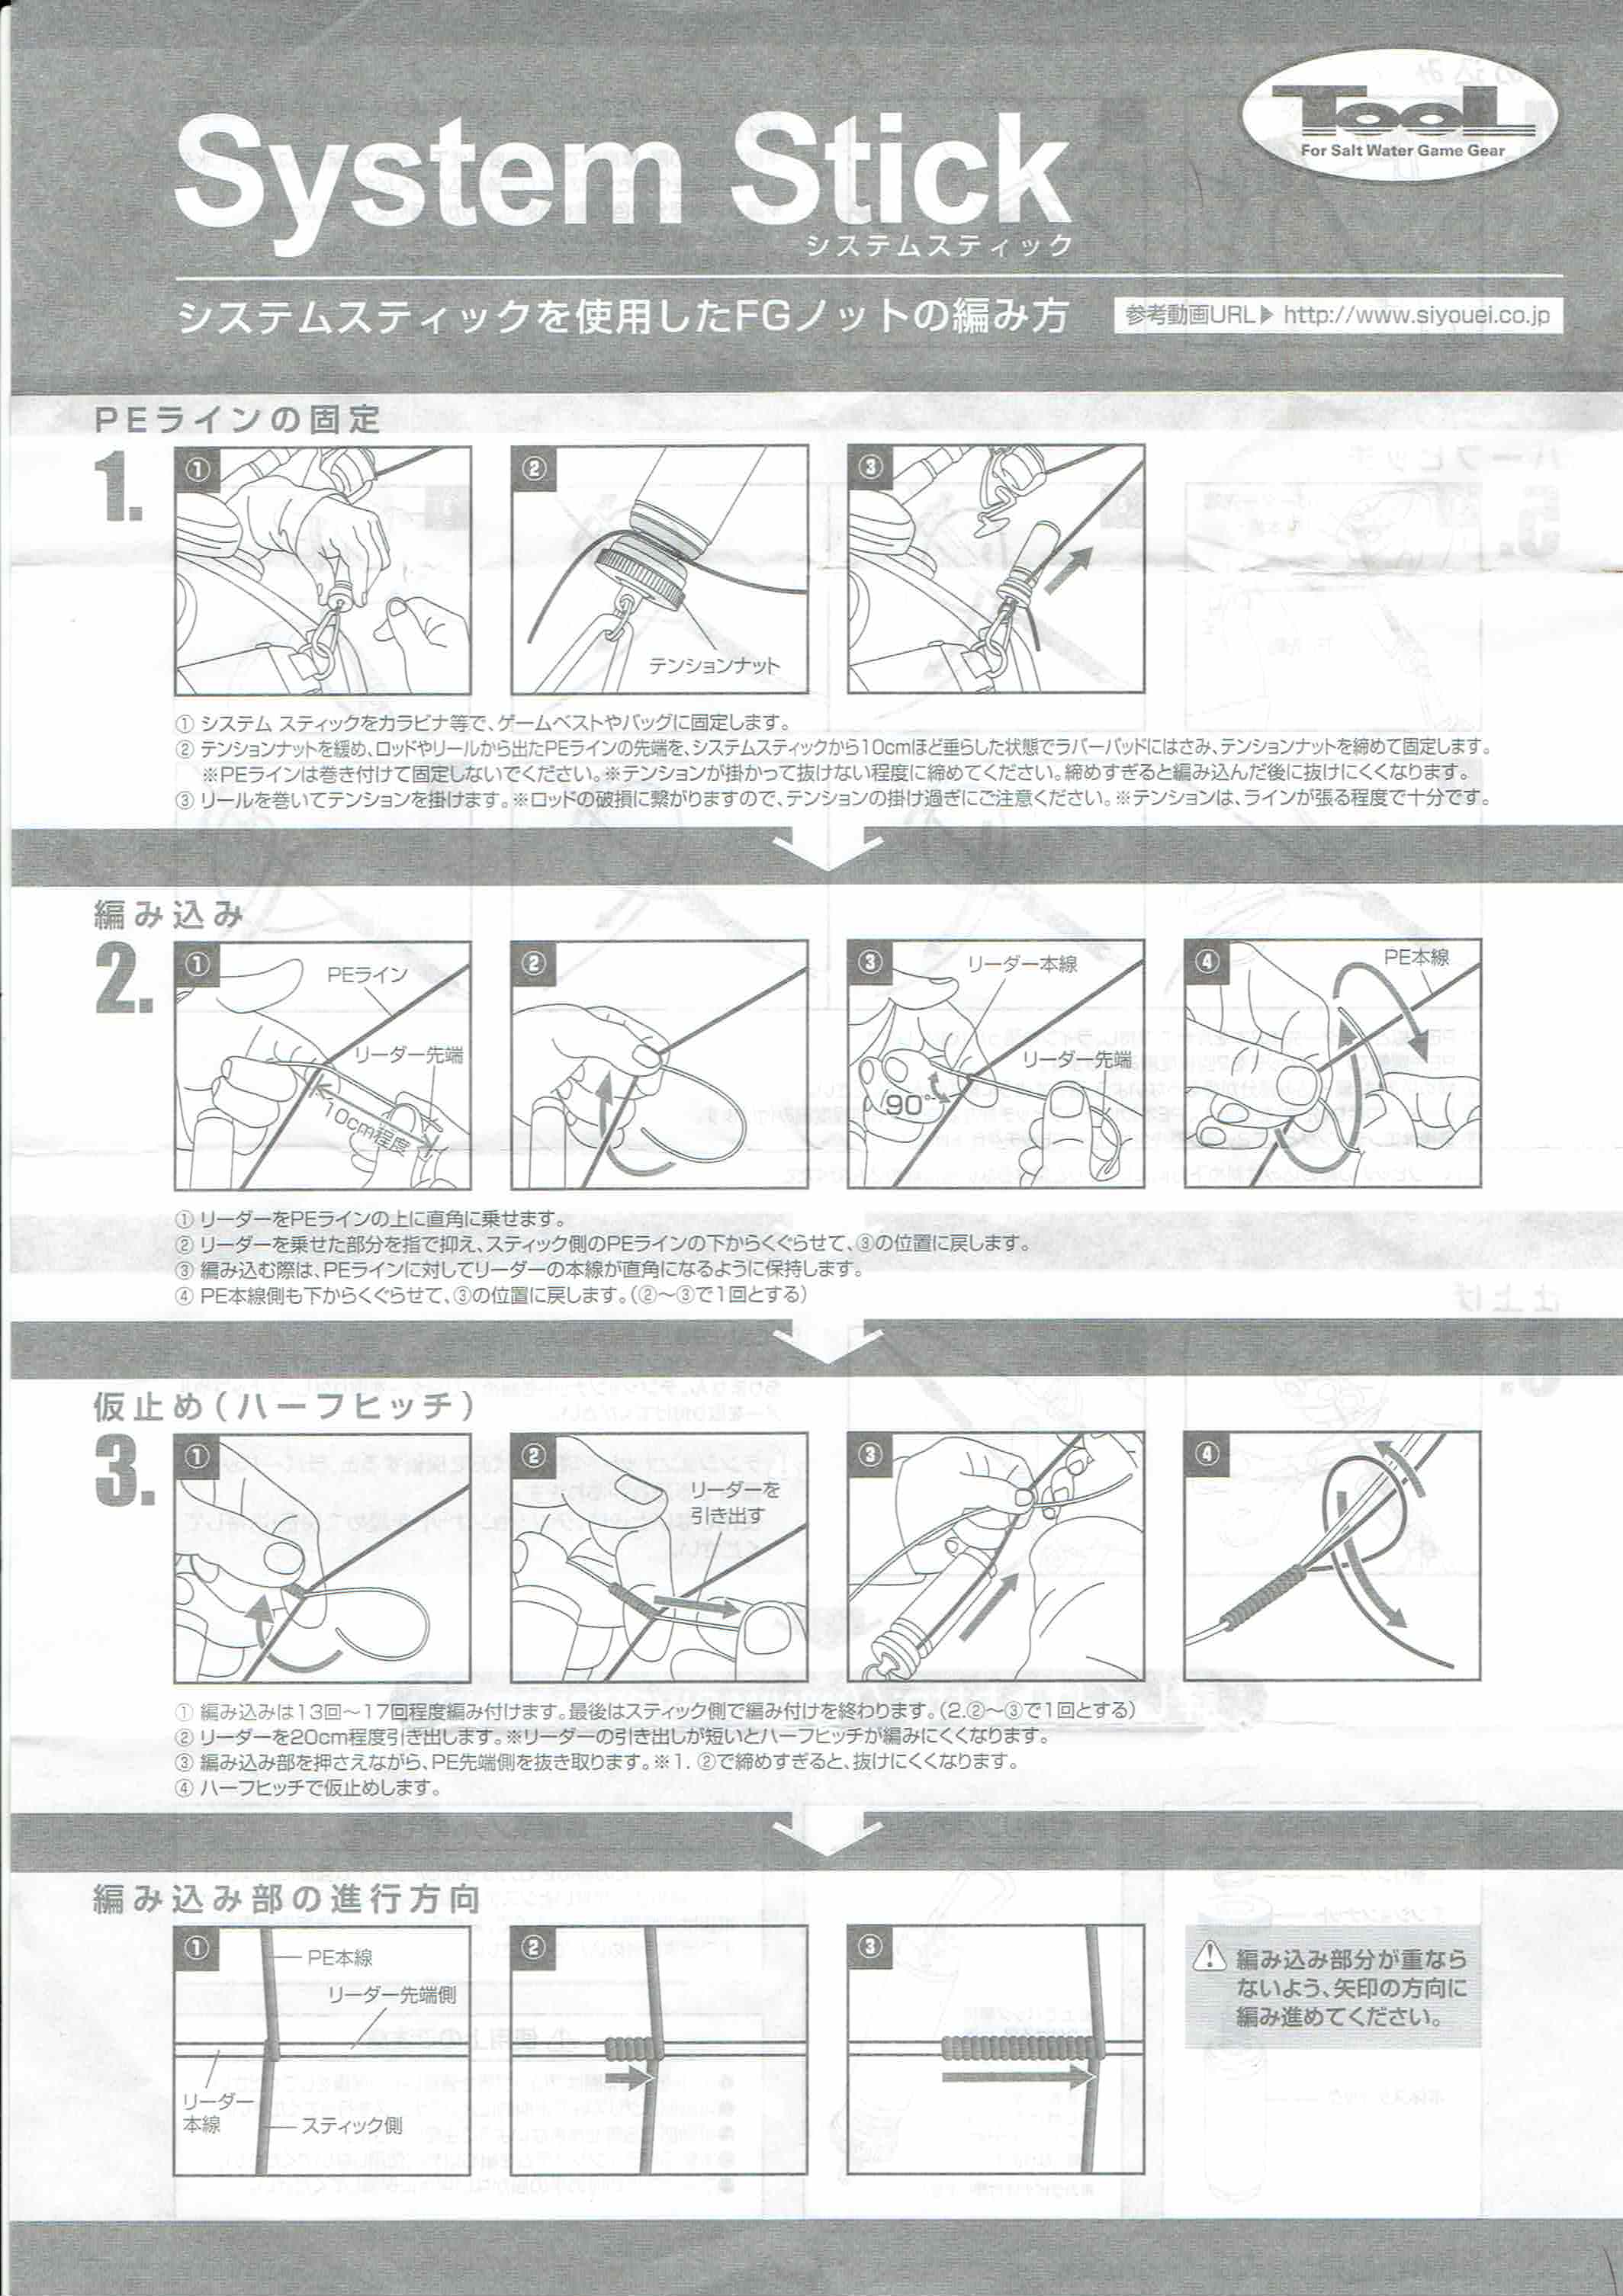 TooL
For Salt Water Game Gear
System Stick
システムスティック
システムスティックを使用したFGノットの編み方
参考動画URL▶ http://www.siyouei.co.jp
PEラインの固定
1.
①
②
③
テンションナット
① システム スティックをカラビナ等で、ゲームベストやバッグに固定します。
② テンションナットを緩め、ロッドやリールから出たPEラインの先端を、システムスティックから10cmほど垂らした状態でラバーパッドにはさみ、テンションナットを締めて固定します。
※PEラインは巻き付けて固定しないでください。※テンションが掛かって抜けない程度に締めてください。締めすぎると編み込んだ後に抜けにくくなります。
③ リールを巻いてテンションを掛けます。※ロッドの破損に繋がりますので、テンションの掛け過ぎにご注意ください。※テンションは、ラインが張る程度で十分です。
編み込み
2.
①
PEライン
リーダー先端
10cm程度
②
③
リーダー本線
リーダー先端
90°
④
PE本線
① リーダーをPEラインの上に直角に乗せます。
② リーダーを乗せた部分を指で抑え、スティック側のPEラインの下からくぐらせて、③の位置に戻します。
③ 編み込む際は、PEラインに対してリーダーの本線が直角になるように保持します。
④ PE本線側も下からくぐらせて、③の位置に戻します。(②～③で1回とする)
仮止め(ハーフヒッチ)
3.
①
②
リーダーを
引き出す
③
④
① 編み込みは13回～17回程度編み付けます。最後はスティック側で編み付けを終わります。(2.②～③で1回とする)
② リーダーを20cm程度引き出します。※リーダーの引き出しが短いとハーフヒッチが編みにくくなります。
③ 編み込み部を押さえながら、PE先端側を抜き取ります。※1. ②で締めすぎると、抜けにくくなります。
④ ハーフヒッチで仮止めします。
編み込み部の進行方向
①
PE本線
リーダー先端側
リーダー
本線
スティック側
②
③
編み込み部分が重なら
ないよう、矢印の方向に
編み進めてください。